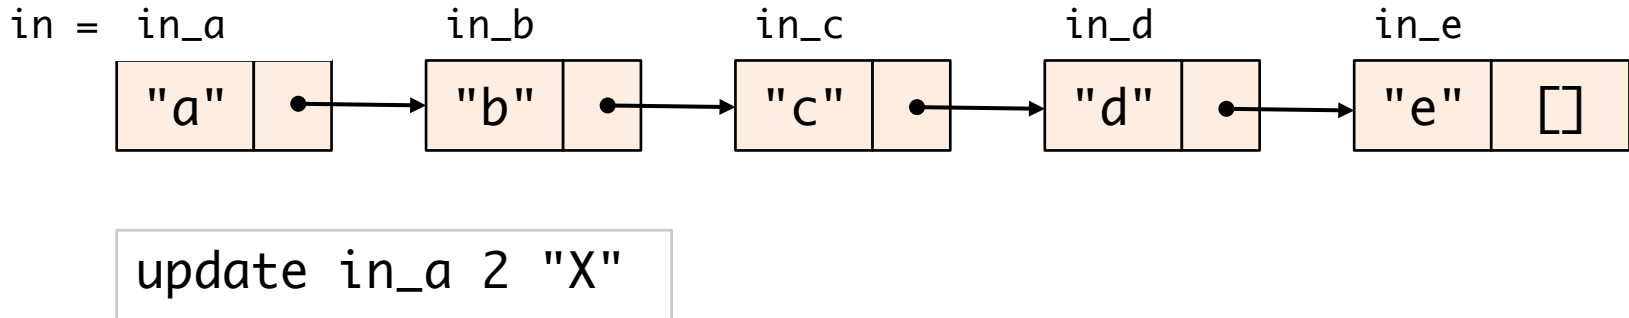 in = in_a in_b in_c in_d in_e
"a" "b" "c" "d" "e" []
update in_a 2 "X"